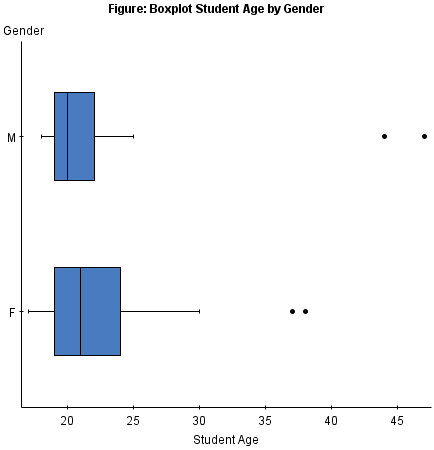 Figure: Boxplot Student Age by Gender
Gender
M
F
20 25 30 35 40 45
Student Age